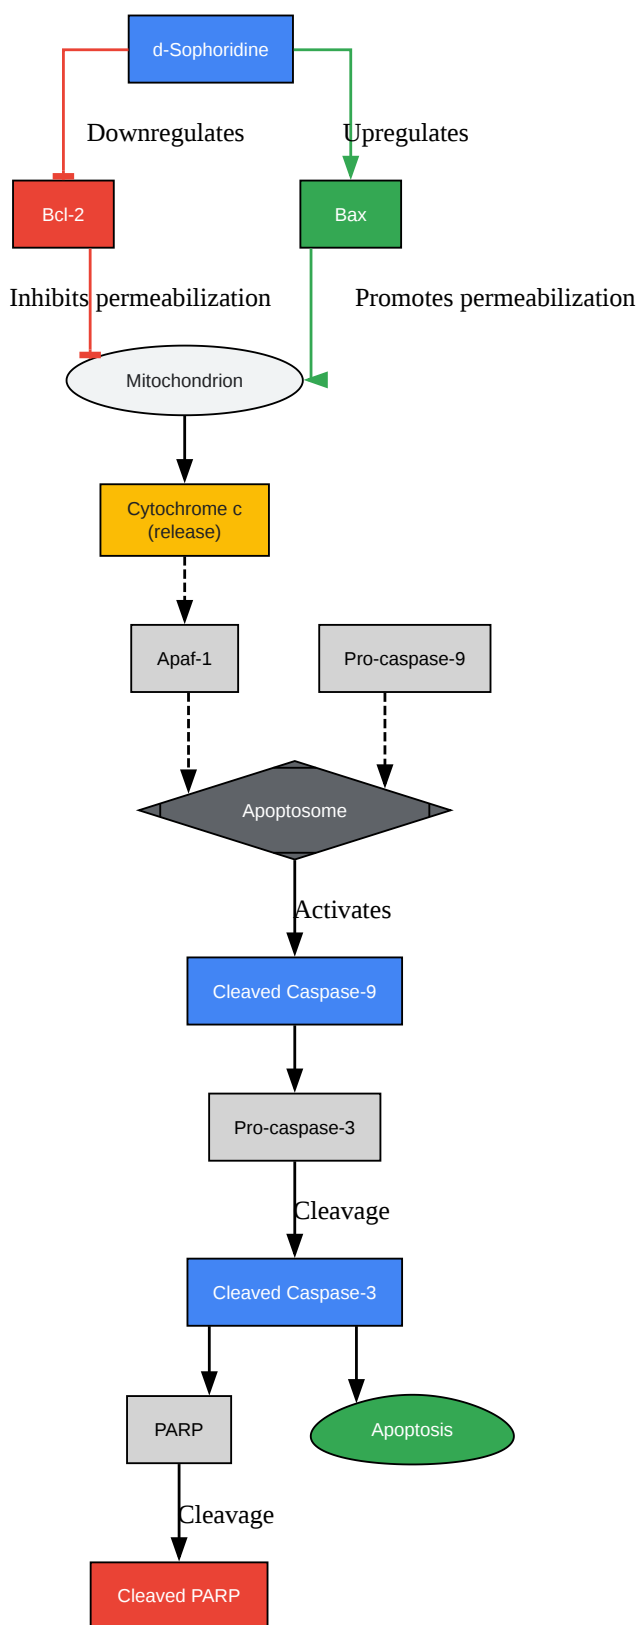 d-Sophoridine
Downregulates
Upregulates
Bcl-2
Bax
Inhibits permeabilization
Promotes permeabilization
Mitochondrion
Cytochrome c
(release)
Apaf-1
Pro-caspase-9
Apoptosome
Activates
Cleaved Caspase-9
Pro-caspase-3
Cleavage
Cleaved Caspase-3
PARP
Apoptosis
Cleavage
Cleaved PARP